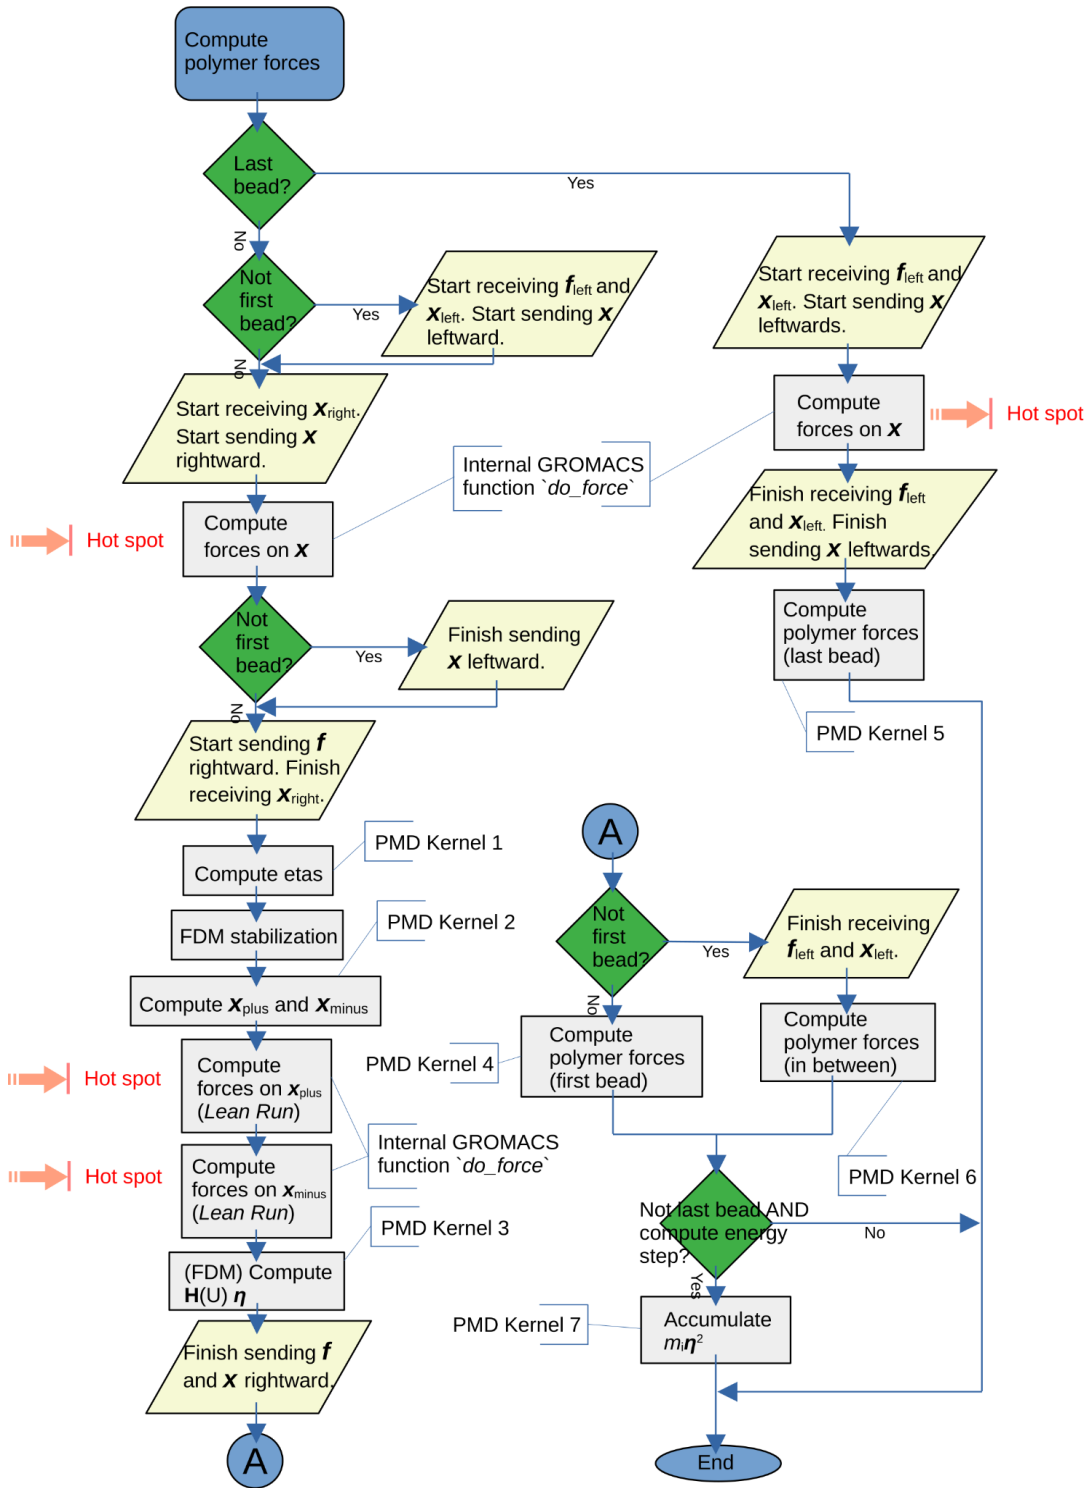 Compute
polymer forces
Last
bead?
Yes
No
Not
first
bead?
Yes
No
Start receiving fleft and
xleft. Start sending x
leftward.
Start receiving fleft and
xleft. Start sending x
leftwards.
Start receiving xright.
Start sending x
rightward.
Compute
forces on x
Hot spot
Internal GROMACS
function `do_force`
Compute
forces on x
Hot spot
Finish receiving fleft
and xleft. Finish
sending x leftwards.
Not
first
bead?
Yes
No
Finish sending
x leftward.
Compute
polymer forces
(last bead)
PMD Kernel 5
Start sending f
rightward. Finish
receiving xright.
Compute etas
PMD Kernel 1
FDM stabilization
PMD Kernel 2
Compute xplus and xminus
Compute
forces on xplus
(Lean Run)
Hot spot
Internal GROMACS
function `do_force`
Compute
forces on xminus
(Lean Run)
Hot spot
PMD Kernel 3
(FDM) Compute
H(U) η
Finish sending f
and x rightward.
A
A
Not
first
bead?
Yes
No
Finish receiving
fleft and xleft.
Compute
polymer forces
(first bead)
PMD Kernel 4
Compute
polymer forces
(in between)
PMD Kernel 6
Not last bead AND
compute energy
step?
No
Yes
Accumulate
miη²
PMD Kernel 7
End